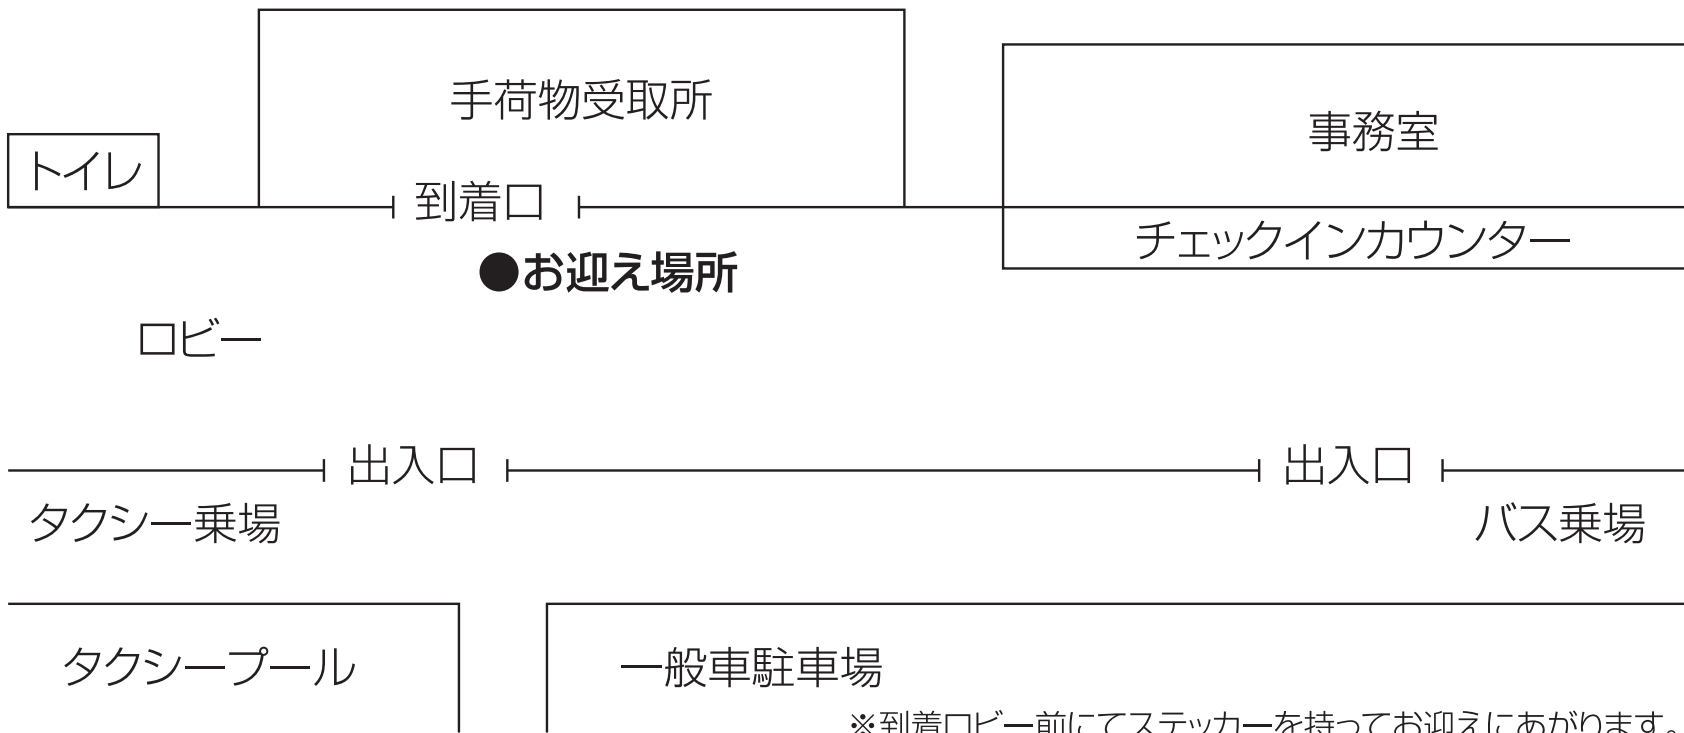 手荷物受取所
事務室
トイレ
到着口
チェックインカウンター
●お迎え場所
ロビー
出入口
出入口
タクシー乗場
バス乗場
タクシープール
一般車駐車場
※到着ロビー前にてステッカーを持ってお迎えにあがります。